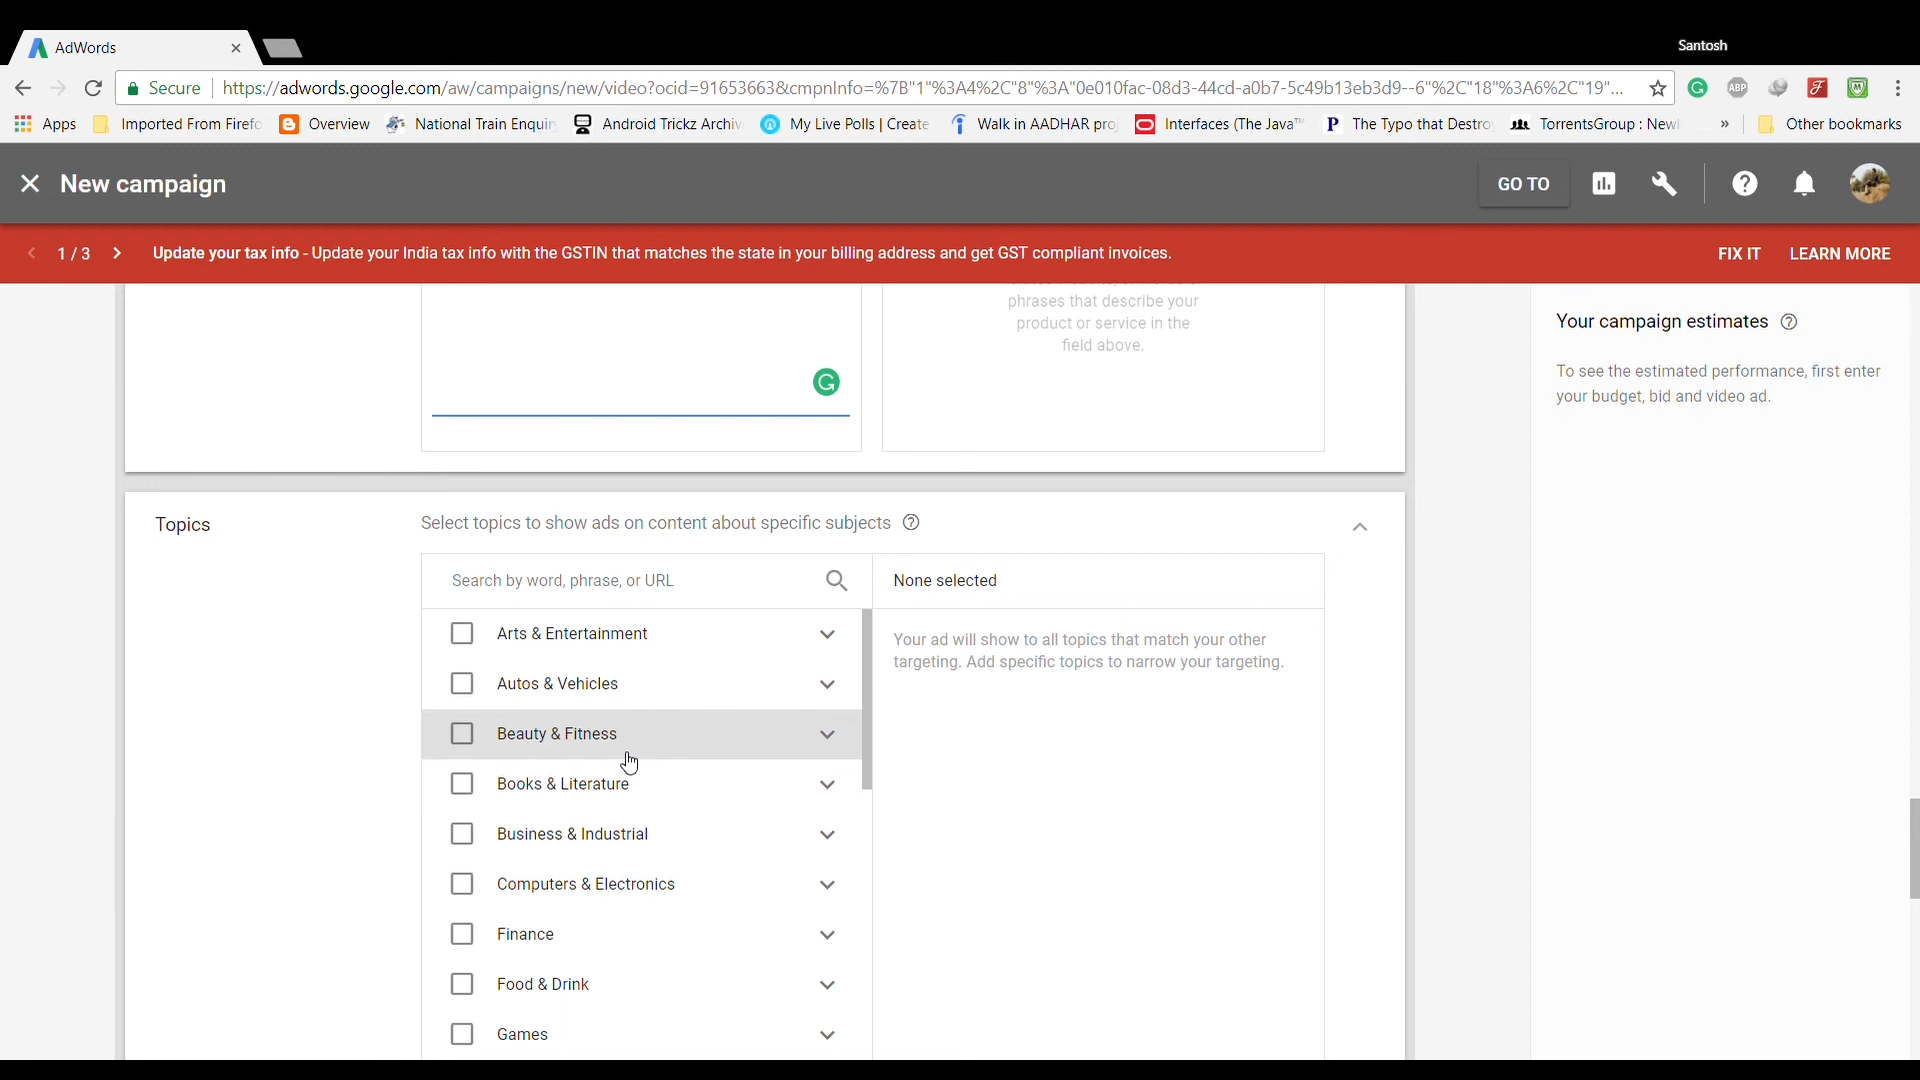 AdWords
Santosh
Secure
https://adwords.google.com/aw/campaigns/new/video?ocid=91653663&cmpnInfo=%7B"1"%3A4%2C"8"%3A"0e010fac-08d3-44cd-a0b7-5c49b13eb3d9--6"%2C"18"%3A6%2C"19"...
ABP
Apps
Imported From Firefo
Overview
National Train Enquir
Android Trickz Archiv
My Live Polls | Create
Walk in AADHAR pro
Interfaces (The Java™
The Typo that Destro
TorrentsGroup : New
»
Other bookmarks
New campaign
GO TO
1 / 3
Update your tax info - Update your India tax info with the GSTIN that matches the state in your billing address and get GST compliant invoices.
FIX IT
LEARN MORE
phrases that describe your
product or service in the
field above.
Your campaign estimates
To see the estimated performance, first enter
your budget, bid and video ad.
Topics
Select topics to show ads on content about specific subjects
Search by word, phrase, or URL
None selected
Your ad will show to all topics that match your other
targeting. Add specific topics to narrow your targeting.
Arts & Entertainment
Autos & Vehicles
Beauty & Fitness
Books & Literature
Business & Industrial
Computers & Electronics
Finance
Food & Drink
Games